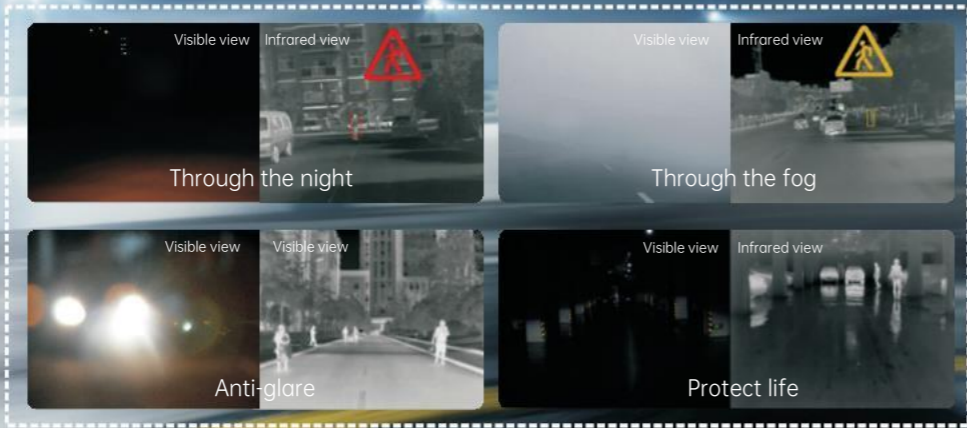 Visible view
Infrared view
Through the night
Visible view
Infrared view
Through the fog
Visible view
Visible view
Anti-glare
Visible view
Infrared view
Protect life